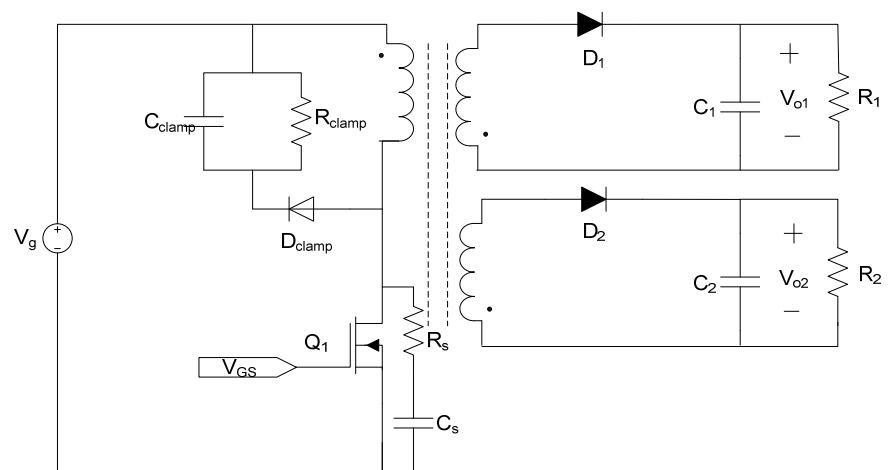 D1
+
Cclamp
Rclamp
C1
Vo1
R1
−
Dclamp
D2
Vg
+
−
+
C2
Vo2
R2
−
Q1
Rs
VGS
Cs